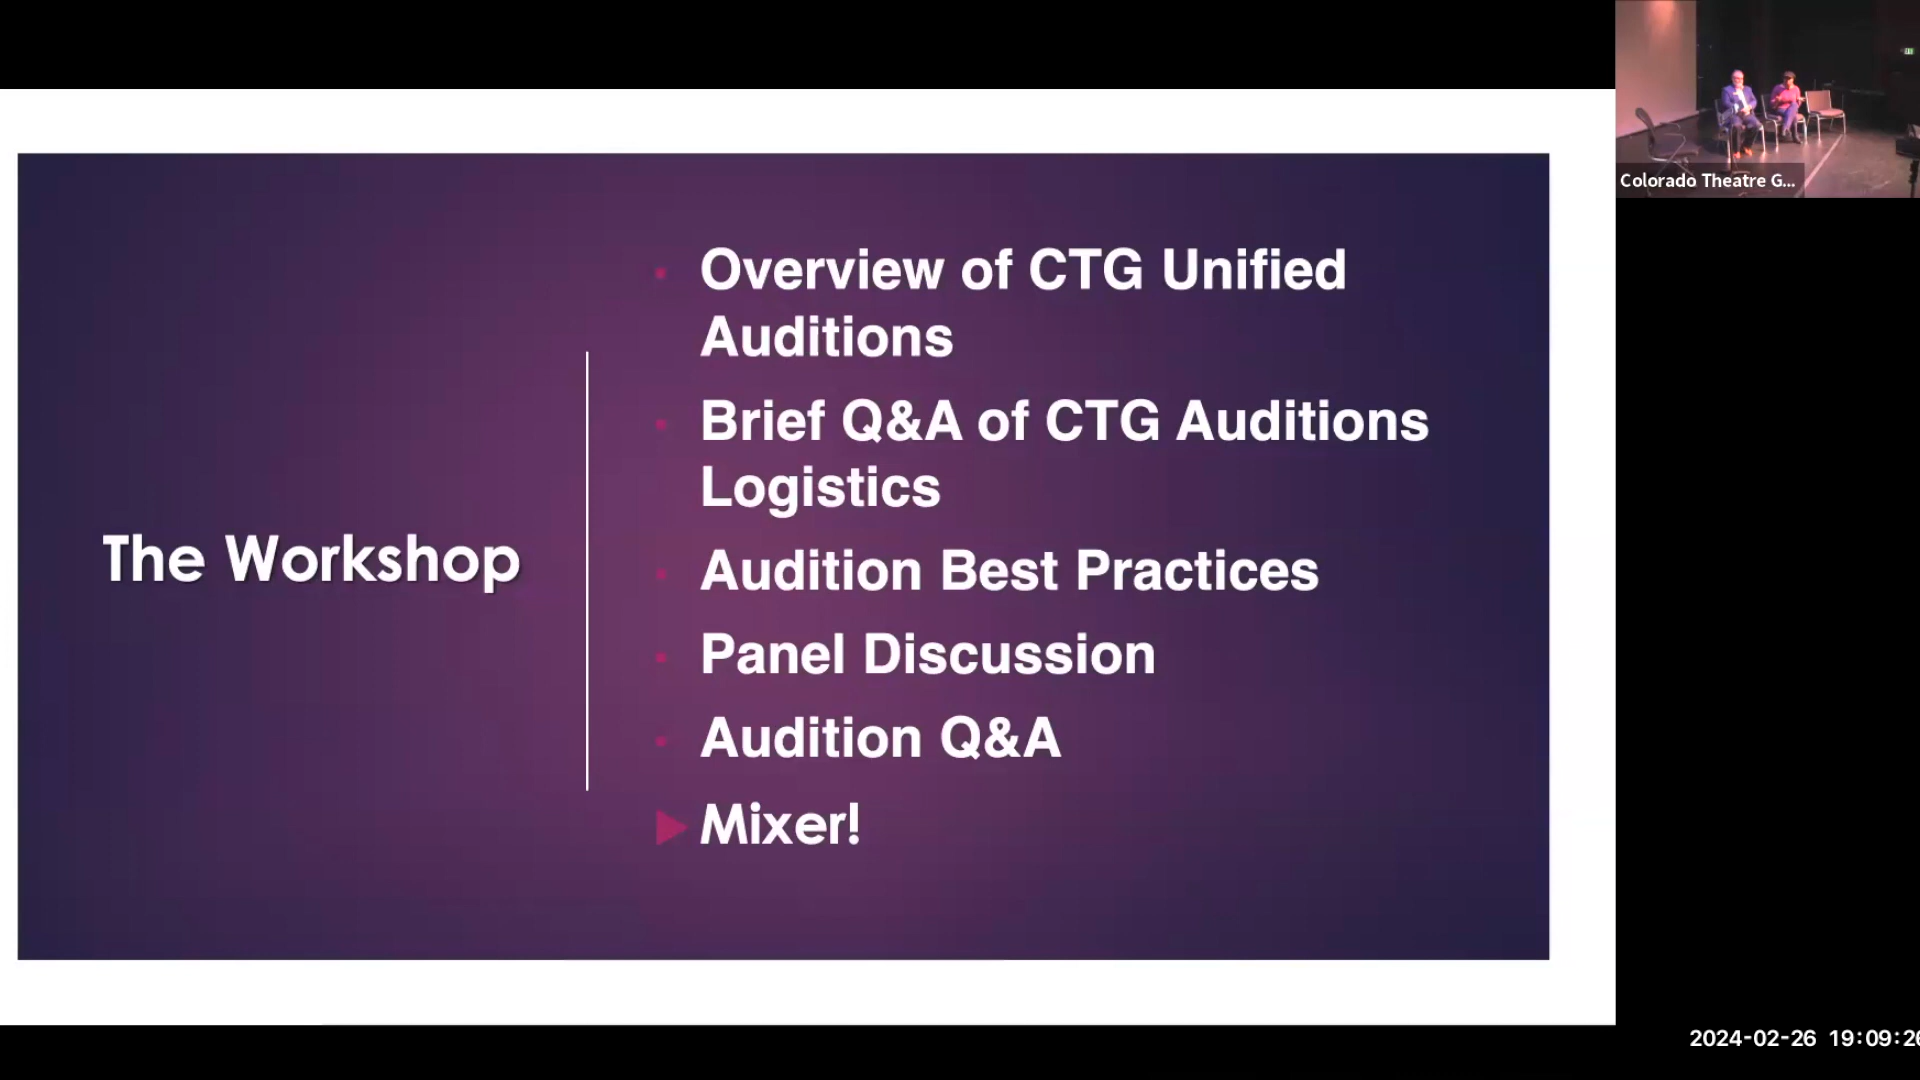 Colorado Theatre G...
The Workshop
Overview of CTG Unified
Auditions
Brief Q&A of CTG Auditions
Logistics
Audition Best Practices
Panel Discussion
Audition Q&A
Mixer!
2024-02-26 19:09:26